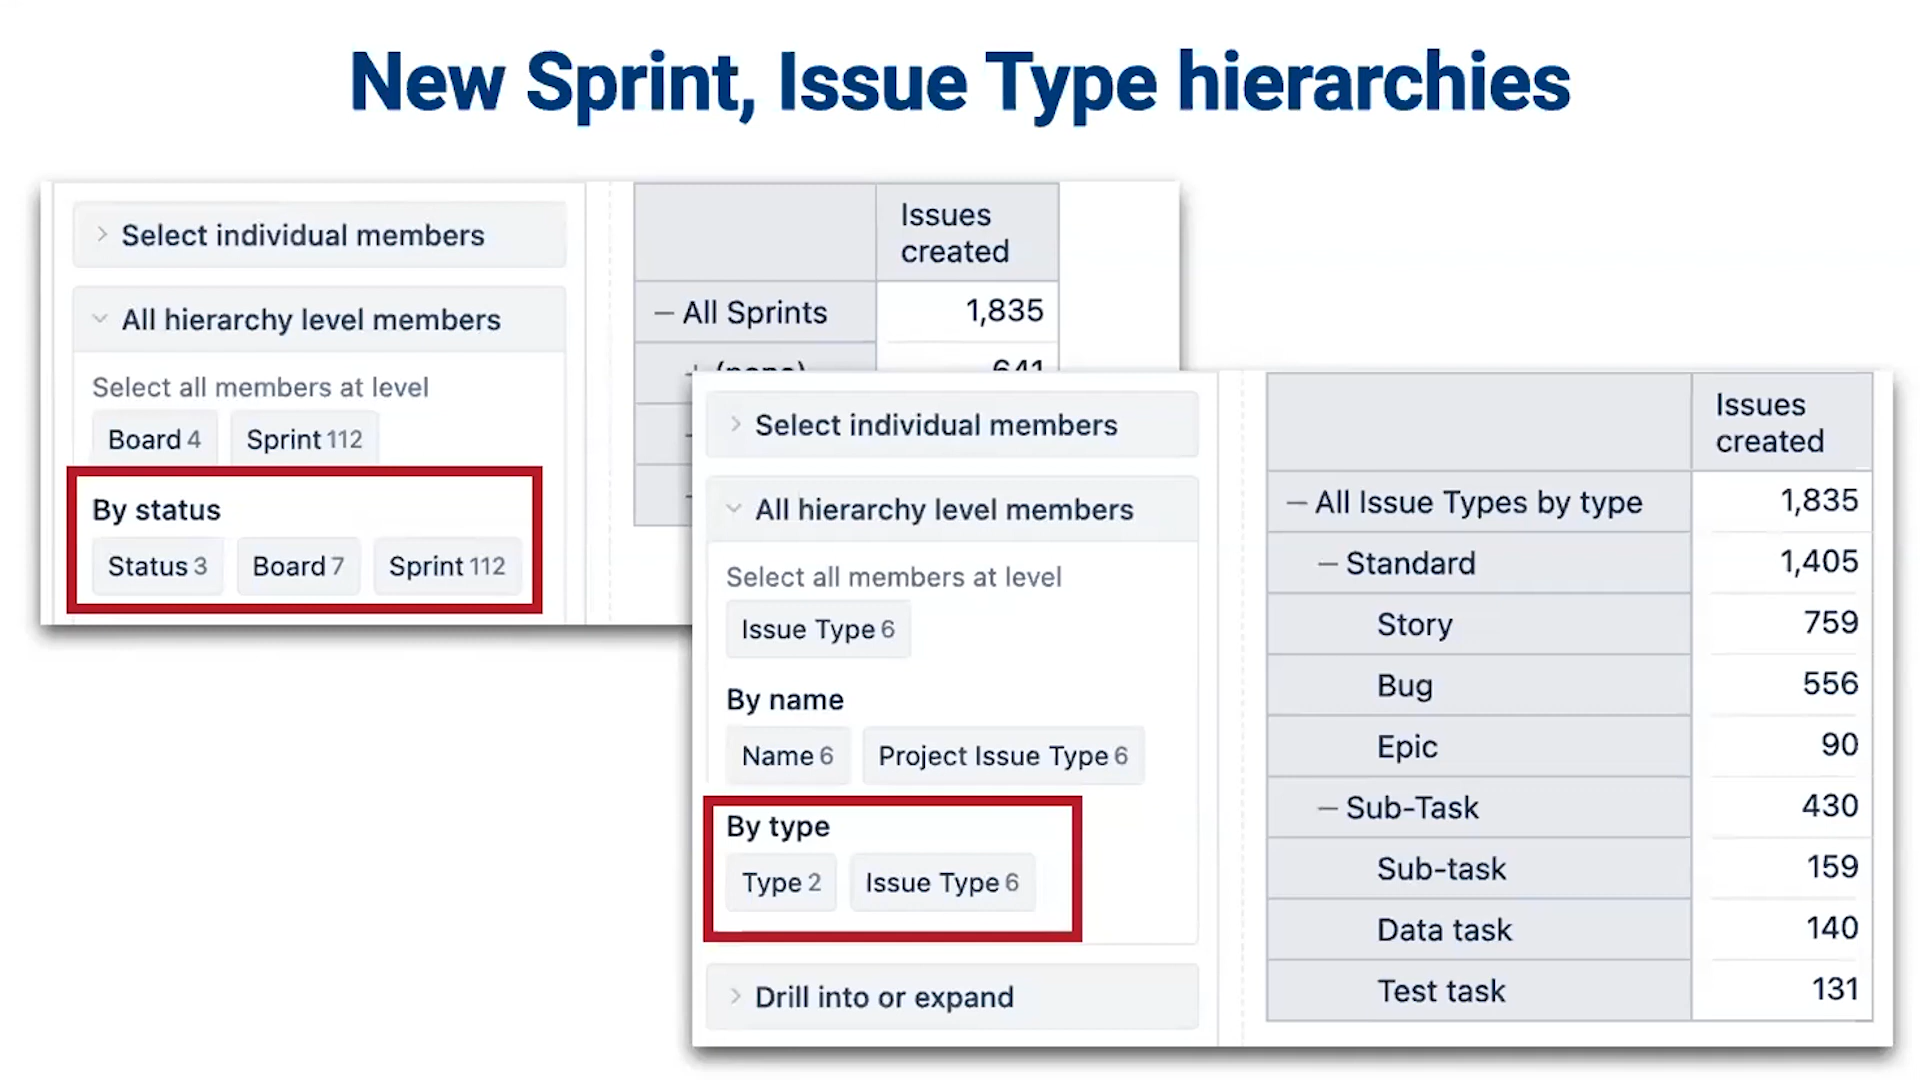 New Sprint, Issue Type hierarchies
Select individual members
All hierarchy level members
Select all members at level
Board 4 Sprint 112
By status
Status 3 Board 7 Sprint 112
Issues
created
All Sprints 1,835
(none) 641
Select individual members
All hierarchy level members
Select all members at level
Issue Type 6
By name
Name 6 Project Issue Type 6
By type
Type 2 Issue Type 6
Drill into or expand
Issues
created
All Issue Types by type 1,835
Standard 1,405
Story 759
Bug 556
Epic 90
Sub-Task 430
Sub-task 159
Data task 140
Test task 131